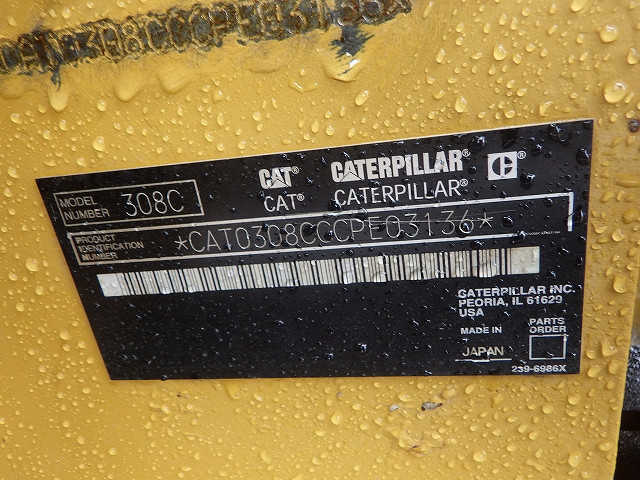 CAT® CATERPILLAR® C®
CAT® CATERPILLAR®
MODEL NUMBER 308C
PRODUCT IDENTIFICATION NUMBER *CAT0308CCCPE03136*
CATERPILLAR INC.
PEORIA, IL 61629
USA
MADE IN JAPAN
PARTS ORDER
239-6986X